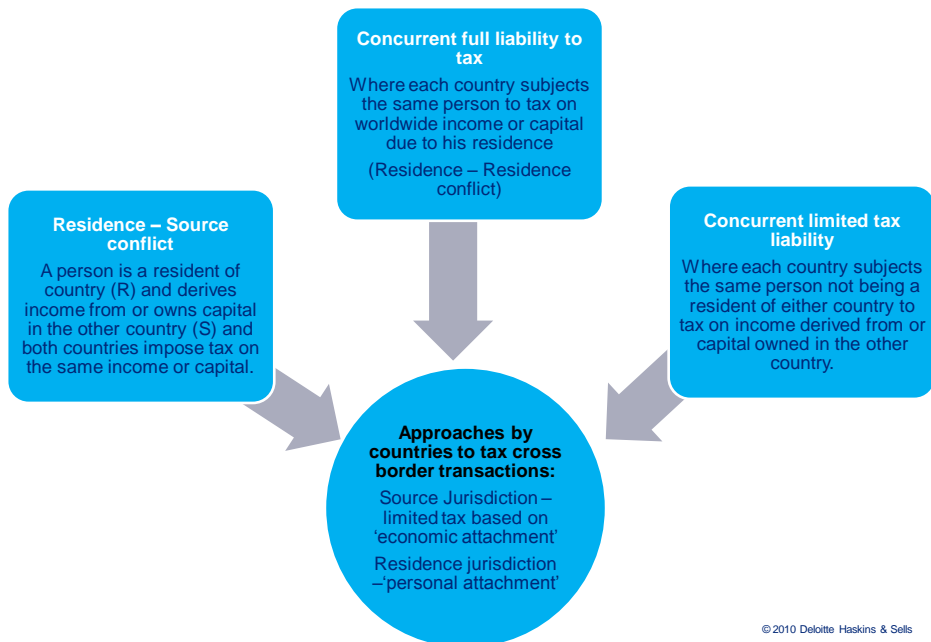 Concurrent full liability to
tax
Where each country subjects
the same person to tax on
worldwide income or capital
due to his residence
(Residence – Residence
conflict)
Residence – Source
conflict
A person is a resident of
country (R) and derives
income from or owns capital
in the other country (S) and
both countries impose tax on
the same income or capital.
Concurrent limited tax
liability
Where each country subjects
the same person not being a
resident of either country to
tax on income derived from or
capital owned in the other
country.
Approaches by
countries to tax cross
border transactions:
Source Jurisdiction –
limited tax based on
‘economic attachment’
Residence jurisdiction
–‘personal attachment’
© 2010 Deloitte Haskins & Sells